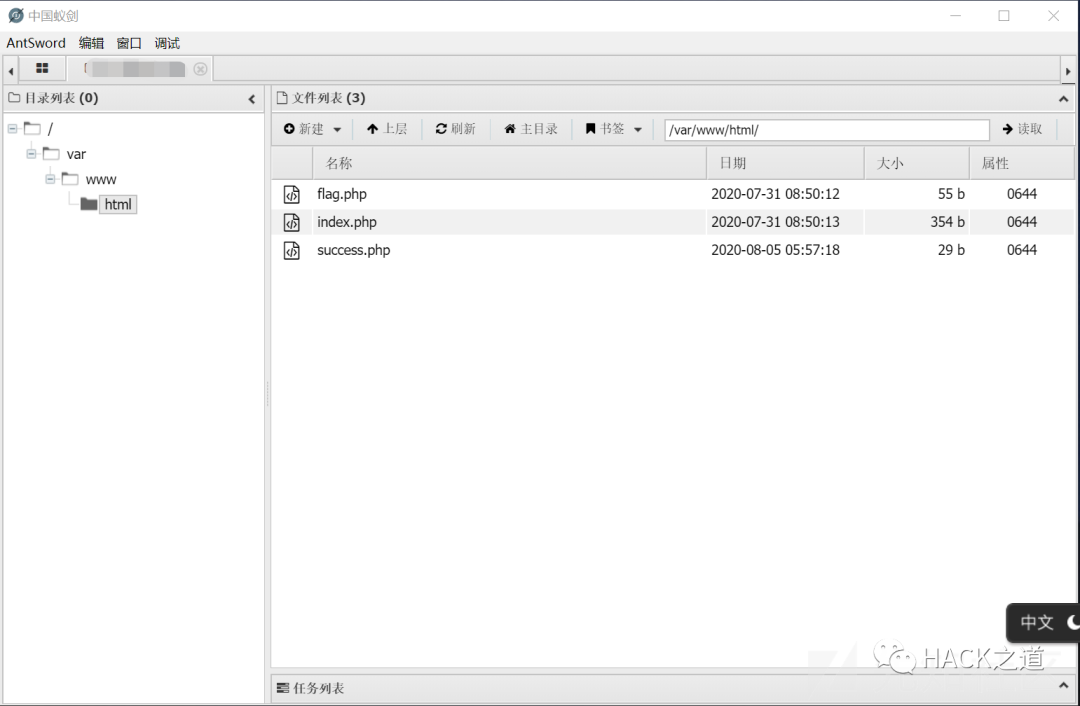 中国蚁剑
AntSword 编辑 窗口 调试
目录列表 (0)
文件列表 (3)
新建 上层 刷新 主目录 书签 /var/www/html/ 读取
/
var
www
html
名称 日期 大小 属性
flag.php 2020-07-31 08:50:12 55 b 0644
index.php 2020-07-31 08:50:13 354 b 0644
success.php 2020-08-05 05:57:18 29 b 0644
中文
HACK之道
任务列表